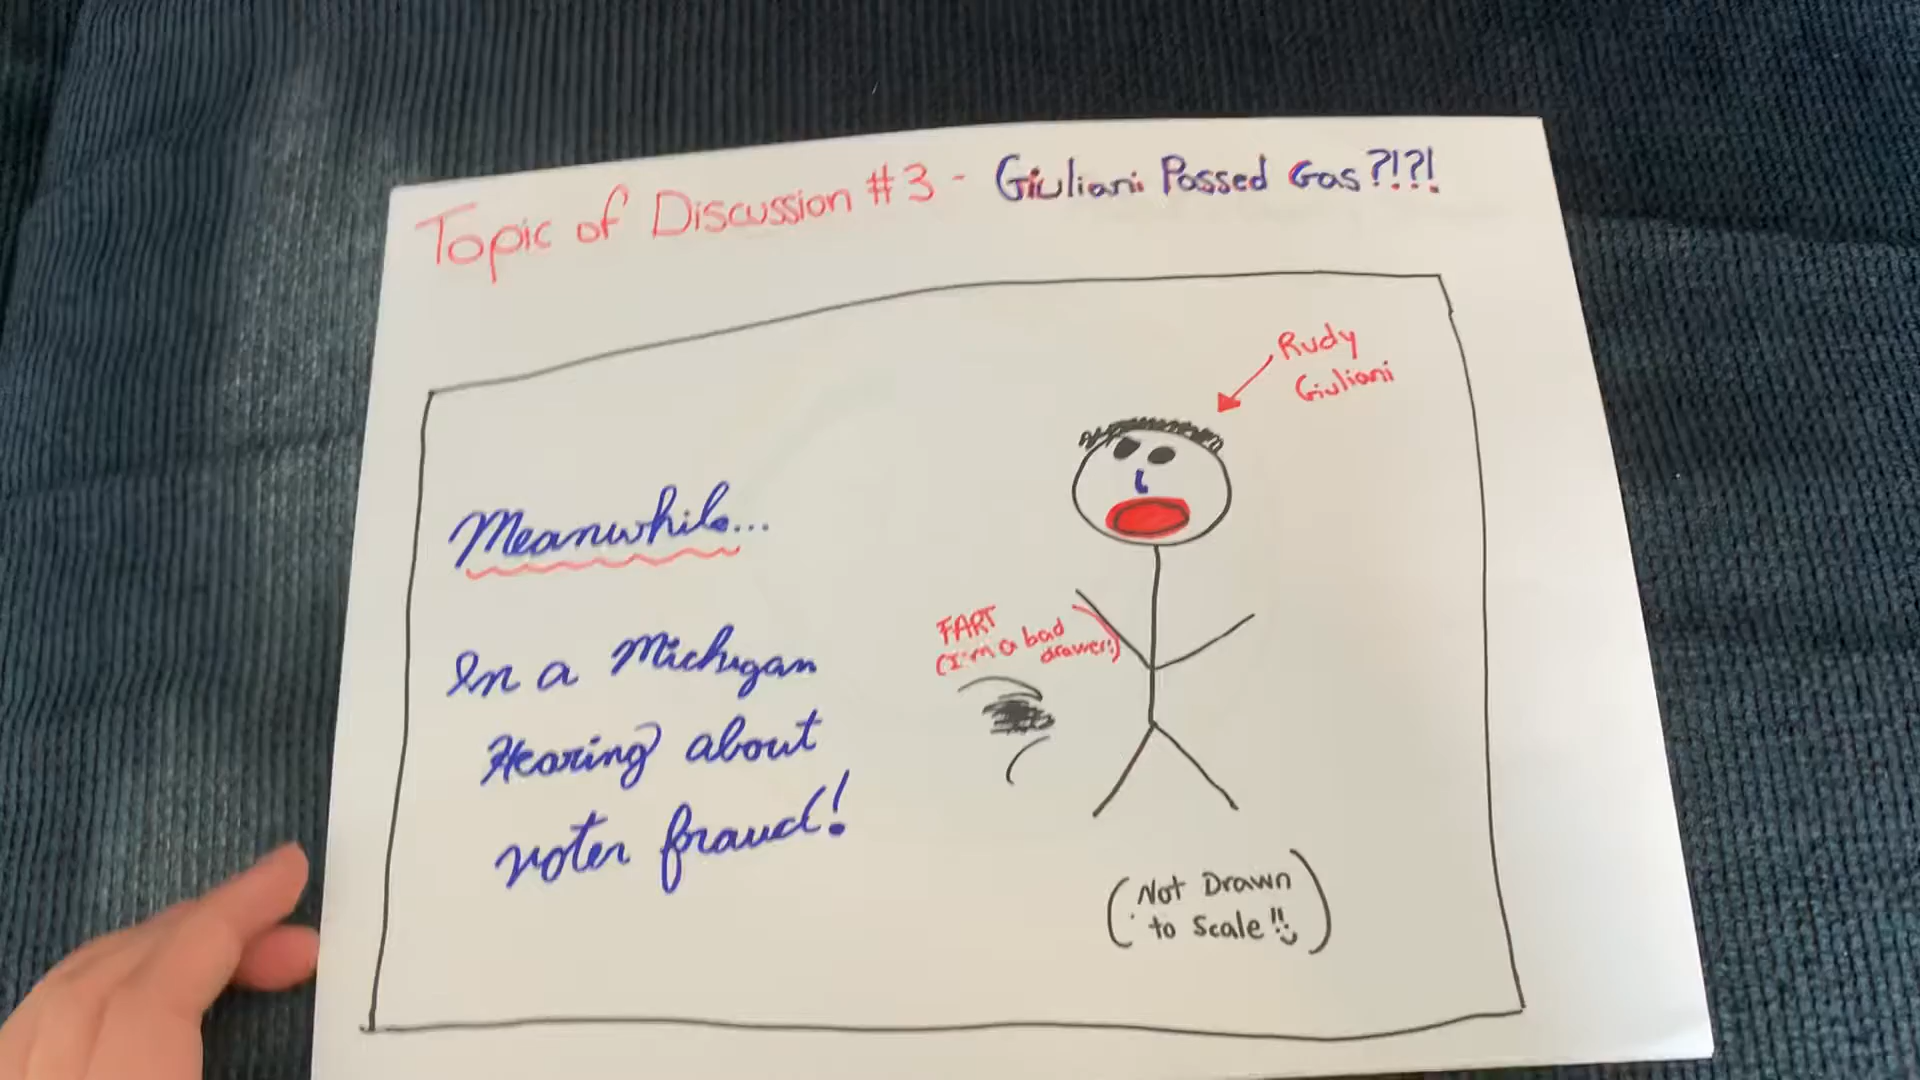 Topic of Discussion #3 - Giuliani Passed Gas?!?!
Rudy
Giuliani
Meanwhile...
In a Michigan
Hearing about
voter fraud!
FART
(I'm a bad
drawer!)
(Not Drawn
to Scale!!)